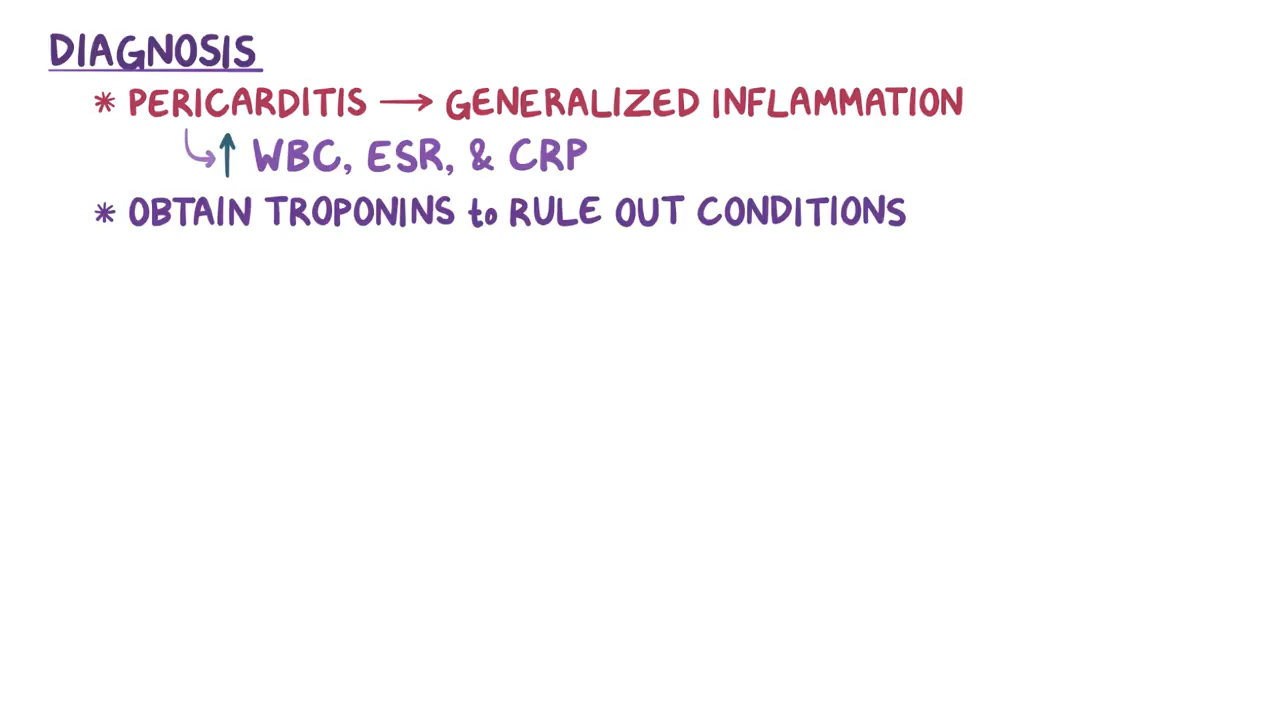 DIAGNOSIS
* PERICARDITIS → GENERALIZED INFLAMMATION
↑ WBC, ESR, & CRP
* OBTAIN TROPONINS to RULE OUT CONDITIONS